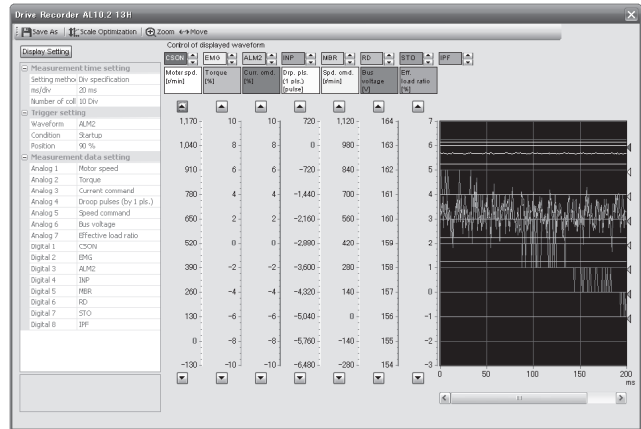 Drive Recorder AL10.2 13H
Save As Scale Optimization Zoom Move
Display Setting
Control of displayed waveform
CSON EMG ALM2 INP MBR RD STO IPF
Motor spd. [r/min]
Torque [%]
Curr. cmd. [%]
Drp. pls. (1 pls.) [pulse]
Spd. cmd. [r/min]
Bus voltage [V]
Eff. load ratio [%]
Measurement time setting
Setting metho Div specification
ms/div 20 ms
Number of coll 10 Div
Trigger setting
Waveform ALM2
Condition Startup
Position 90 %
Measurement data setting
Analog 1 Motor speed
Analog 2 Torque
Analog 3 Current command
Analog 4 Droop pulses (by 1 pls.)
Analog 5 Speed command
Analog 6 Bus voltage
Analog 7 Effective load ratio
Digital 1 CSON
Digital 2 EMG
Digital 3 ALM2
Digital 4 INP
Digital 5 MBR
Digital 6 RD
Digital 7 STO
Digital 8 IPF
1,170 10 10 720 1,120 164 7
1,040 8 8 0 980 163 6
910 6 6 -720 840 162 5
780 4 4 -1,440 700 161 4
650 2 2 -2,160 560 160 3
520 0 0 -2,880 420 159 2
390 -2 -2 -3,600 280 158 1
260 -4 -4 -4,320 140 157 0
130 -6 -6 -5,040 0 156 -1
0 -8 -8 -5,760 -140 155 -2
-130 -10 -10 -6,480 -280 154 -3
0 50 100 150 200
ms